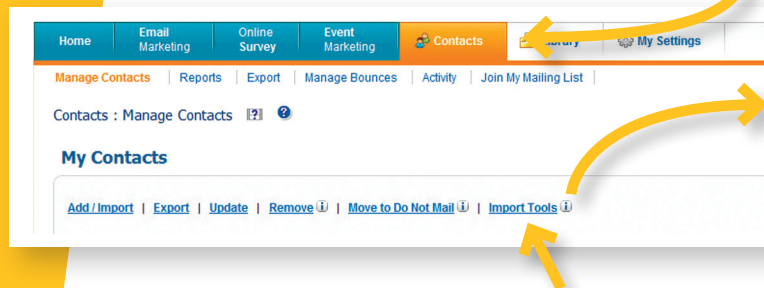 Home Email Marketing Online Survey Event Marketing Contacts Library My Settings
Manage Contacts | Reports | Export | Manage Bounces | Activity | Join My Mailing List |
Contacts : Manage Contacts [?] ?
My Contacts
Add / Import | Export | Update | Remove i | Move to Do Not Mail i | Import Tools i